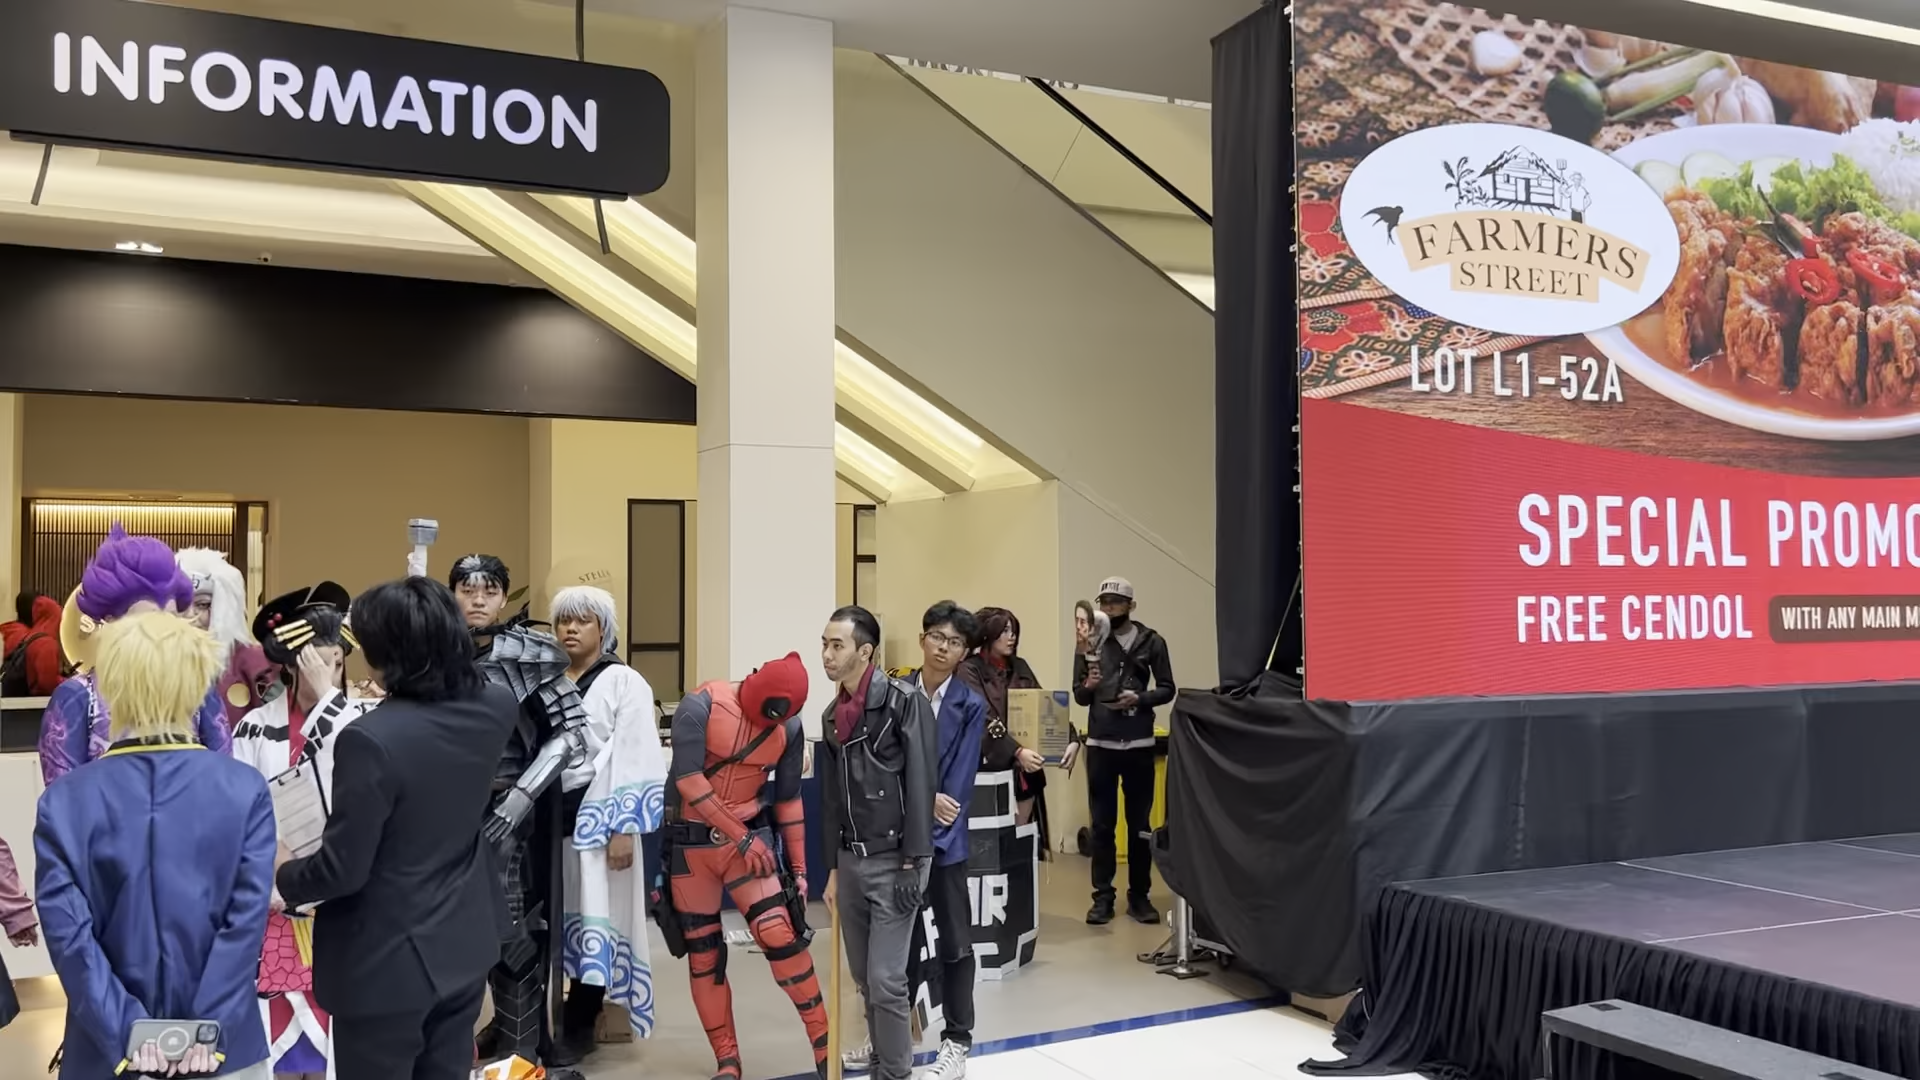 INFORMATION
FARMERS
STREET
LOT L1-52A
SPECIAL PROMO
FREE CENDOL
WITH ANY MAIN M